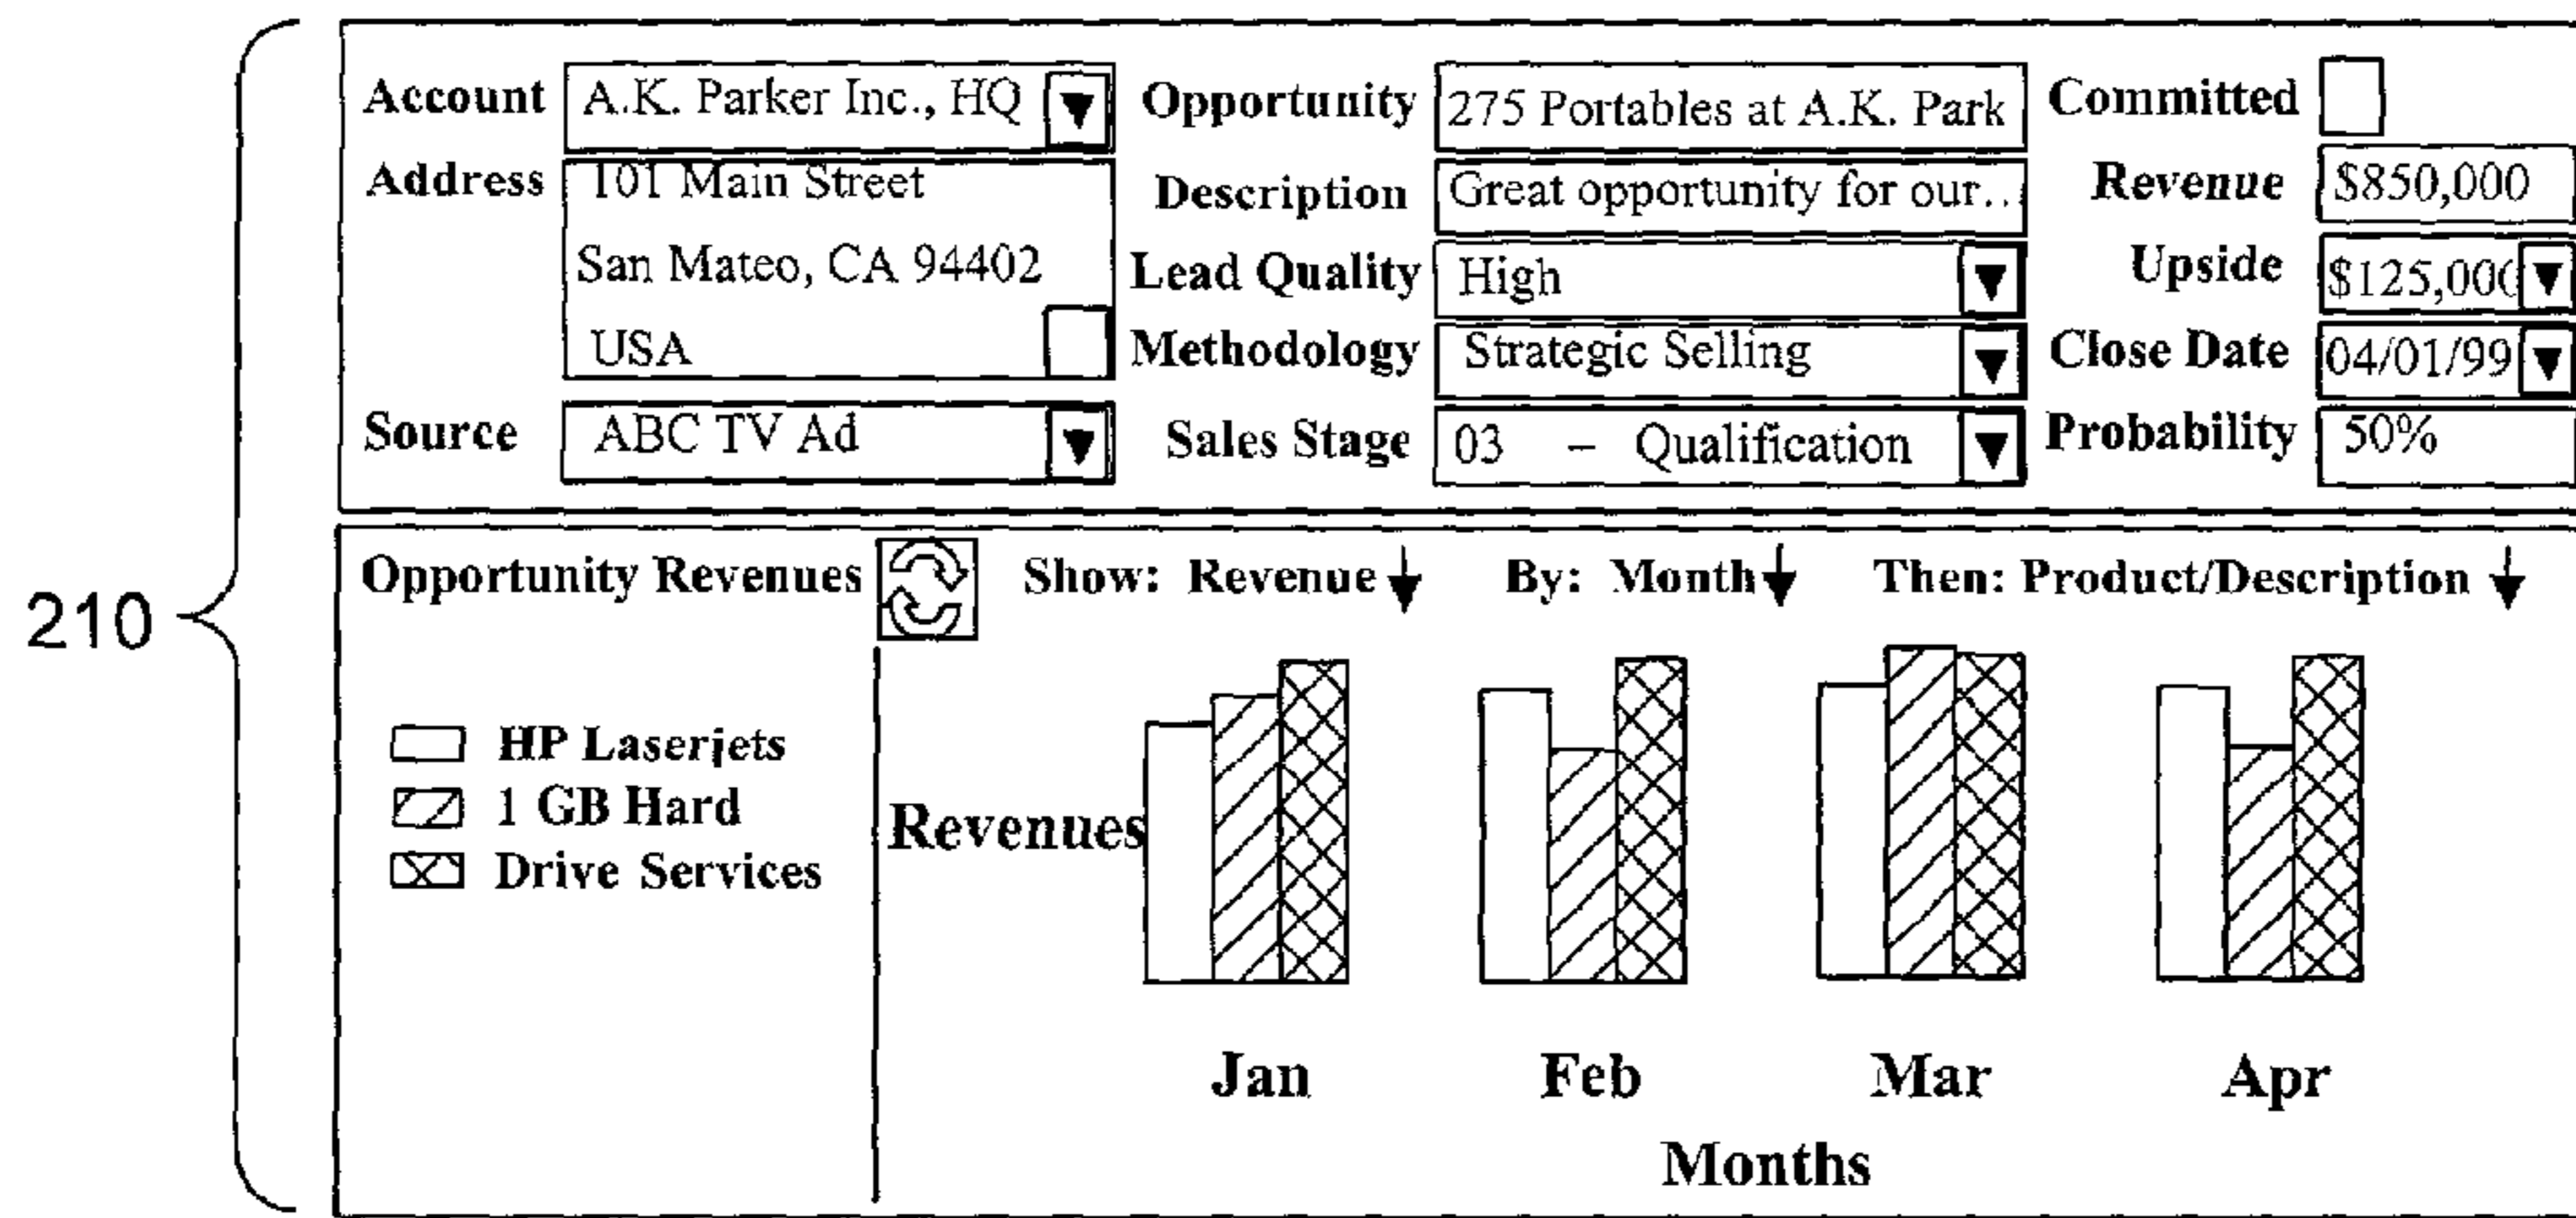 Account A.K. Parker Inc., HQ Opportunity 275 Portables at A.K. Park Committed
Address 101 Main Street Description Great opportunity for our.. Revenue $850,000
San Mateo, CA 94402 Lead Quality High Upside $125,000
USA Methodology Strategic Selling Close Date 04/01/99
Source ABC TV Ad Sales Stage 03 – Qualification Probability 50%
210
Opportunity Revenues Show: Revenue By: Month Then: Product/Description
HP Laserjets
1 GB Hard
Drive Services
Revenues
Jan Feb Mar Apr
Months